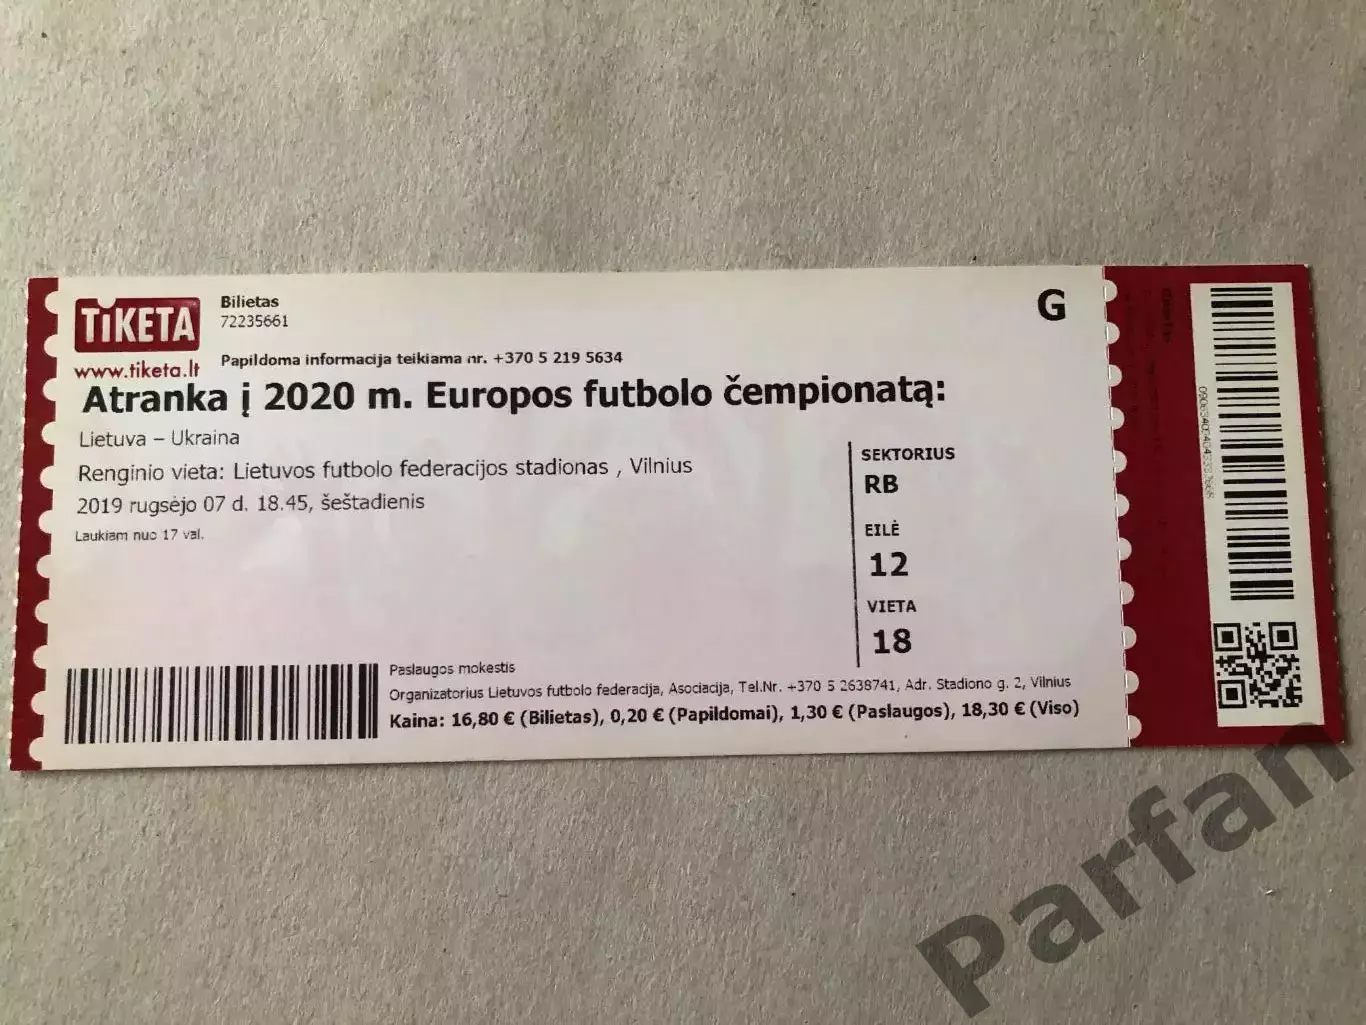 TiKETA
www.tiketa.lt
Bilietas
72235661
Papildoma informacija teikiama nr. +370 5 219 5634
G
Atranka į 2020 m. Europos futbolo čempionatą:
Lietuva – Ukraina
Renginio vieta: Lietuvos futbolo federacijos stadionas , Vilnius
2019 rugsėjo 07 d. 18.45, šeštadienis
Laukiam nuo 17 val.
SEKTORIUS
RB
EILĖ
12
VIETA
18
Paslaugos mokestis
Organizatorius Lietuvos futbolo federacija, Asociacija, Tel.Nr. +370 5 2638741, Adr. Stadiono g. 2, Vilnius
Kaina: 16,80 € (Bilietas), 0,20 € (Papildomai), 1,30 € (Paslaugos), 18,30 € (Viso)
Parfan